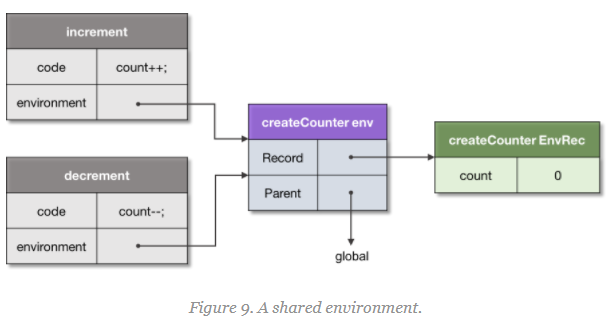 increment
code count++;
environment
decrement
code count--;
environment
createCounter env
Record
Parent
global
createCounter EnvRec
count 0
Figure 9. A shared environment.